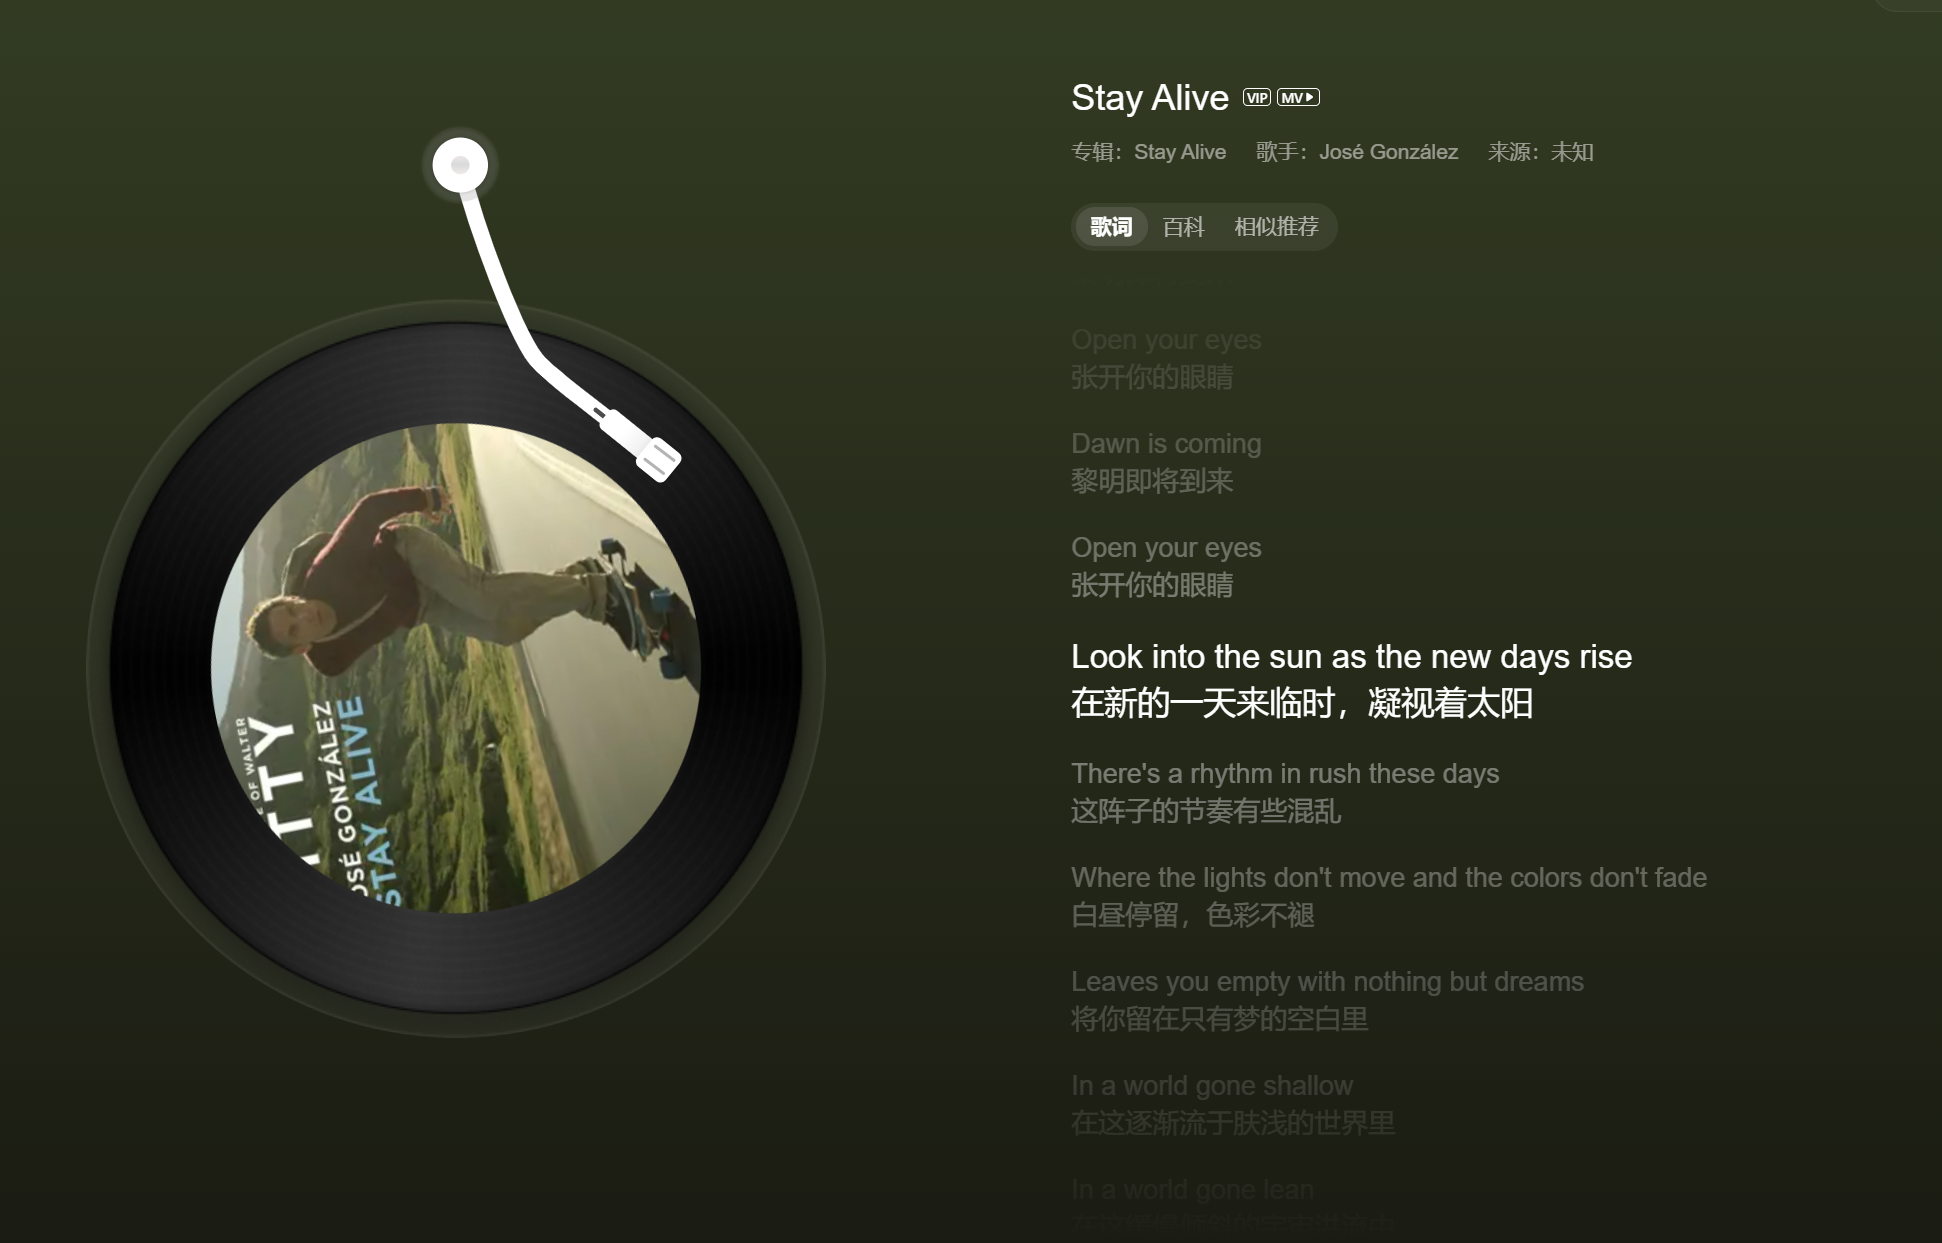 Stay Alive VIP MV
专辑：Stay Alive 歌手：José González 来源：未知
歌词 百科 相似推荐
Open your eyes
张开你的眼睛
Dawn is coming
黎明即将到来
Open your eyes
张开你的眼睛
Look into the sun as the new days rise
在新的一天来临时，凝视着太阳
There's a rhythm in rush these days
这阵子的节奏有些混乱
Where the lights don't move and the colors don't fade
白昼停留，色彩不褪
Leaves you empty with nothing but dreams
将你留在只有梦的空白里
In a world gone shallow
在这逐渐流于肤浅的世界里
In a world gone lean
OF WALTER
TTY
OSÉ GONZÁLEZ
STAY ALIVE